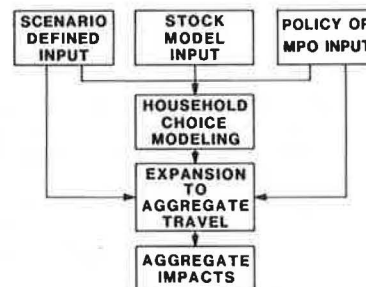 SCENARIO
DEFINED
INPUT
STOCK
MODEL
INPUT
POLICY OF
MPO INPUT
HOUSEHOLD
CHOICE
MODELING
EXPANSION
TO
AGGREGATE
TRAVEL
AGGREGATE
IMPACTS